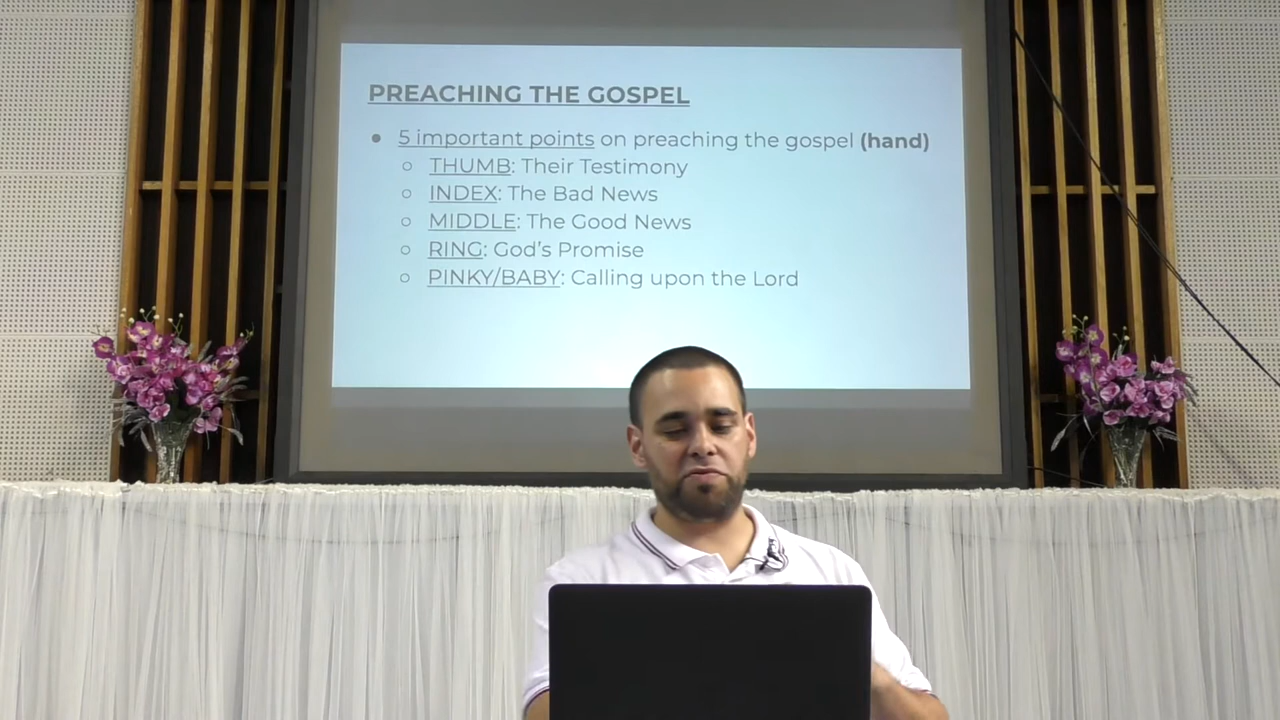 PREACHING THE GOSPEL
● 5 important points on preaching the gospel (hand)
○ THUMB: Their Testimony
○ INDEX: The Bad News
○ MIDDLE: The Good News
○ RING: God's Promise
○ PINKY/BABY: Calling upon the Lord